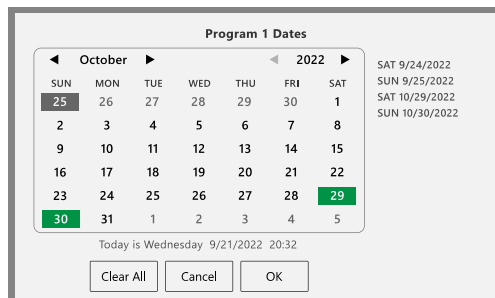 Program 1 Dates
◀ October ▶ ◀ 2022 ▶
SUN MON TUE WED THU FRI SAT
25 26 27 28 29 30 1
2 3 4 5 6 7 8
9 10 11 12 13 14 15
16 17 18 19 20 21 22
23 24 25 26 27 28 29
30 31 1 2 3 4 5
Today is Wednesday 9/21/2022 20:32
Clear All Cancel OK
SAT 9/24/2022
SUN 9/25/2022
SAT 10/29/2022
SUN 10/30/2022